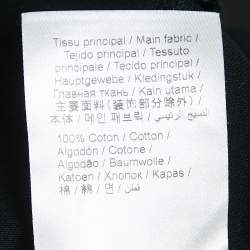 Tissu principal / Main fabric /
Tejido principal / Tessuto
principale / Tecido principal /
Hauptgewebe / Kledingstuk /
Главная ткань / Kain utama /
主要面料(装饰部分除外) /
本体 / 메인 패브릭 / النسيج الرئيسي
100% Coton / Cotton /
Algodón / Cotone /
Algodão / Baumwolle /
Katoen / Хлопок / Kapas /
棉 / 綿 / 면 / قطن